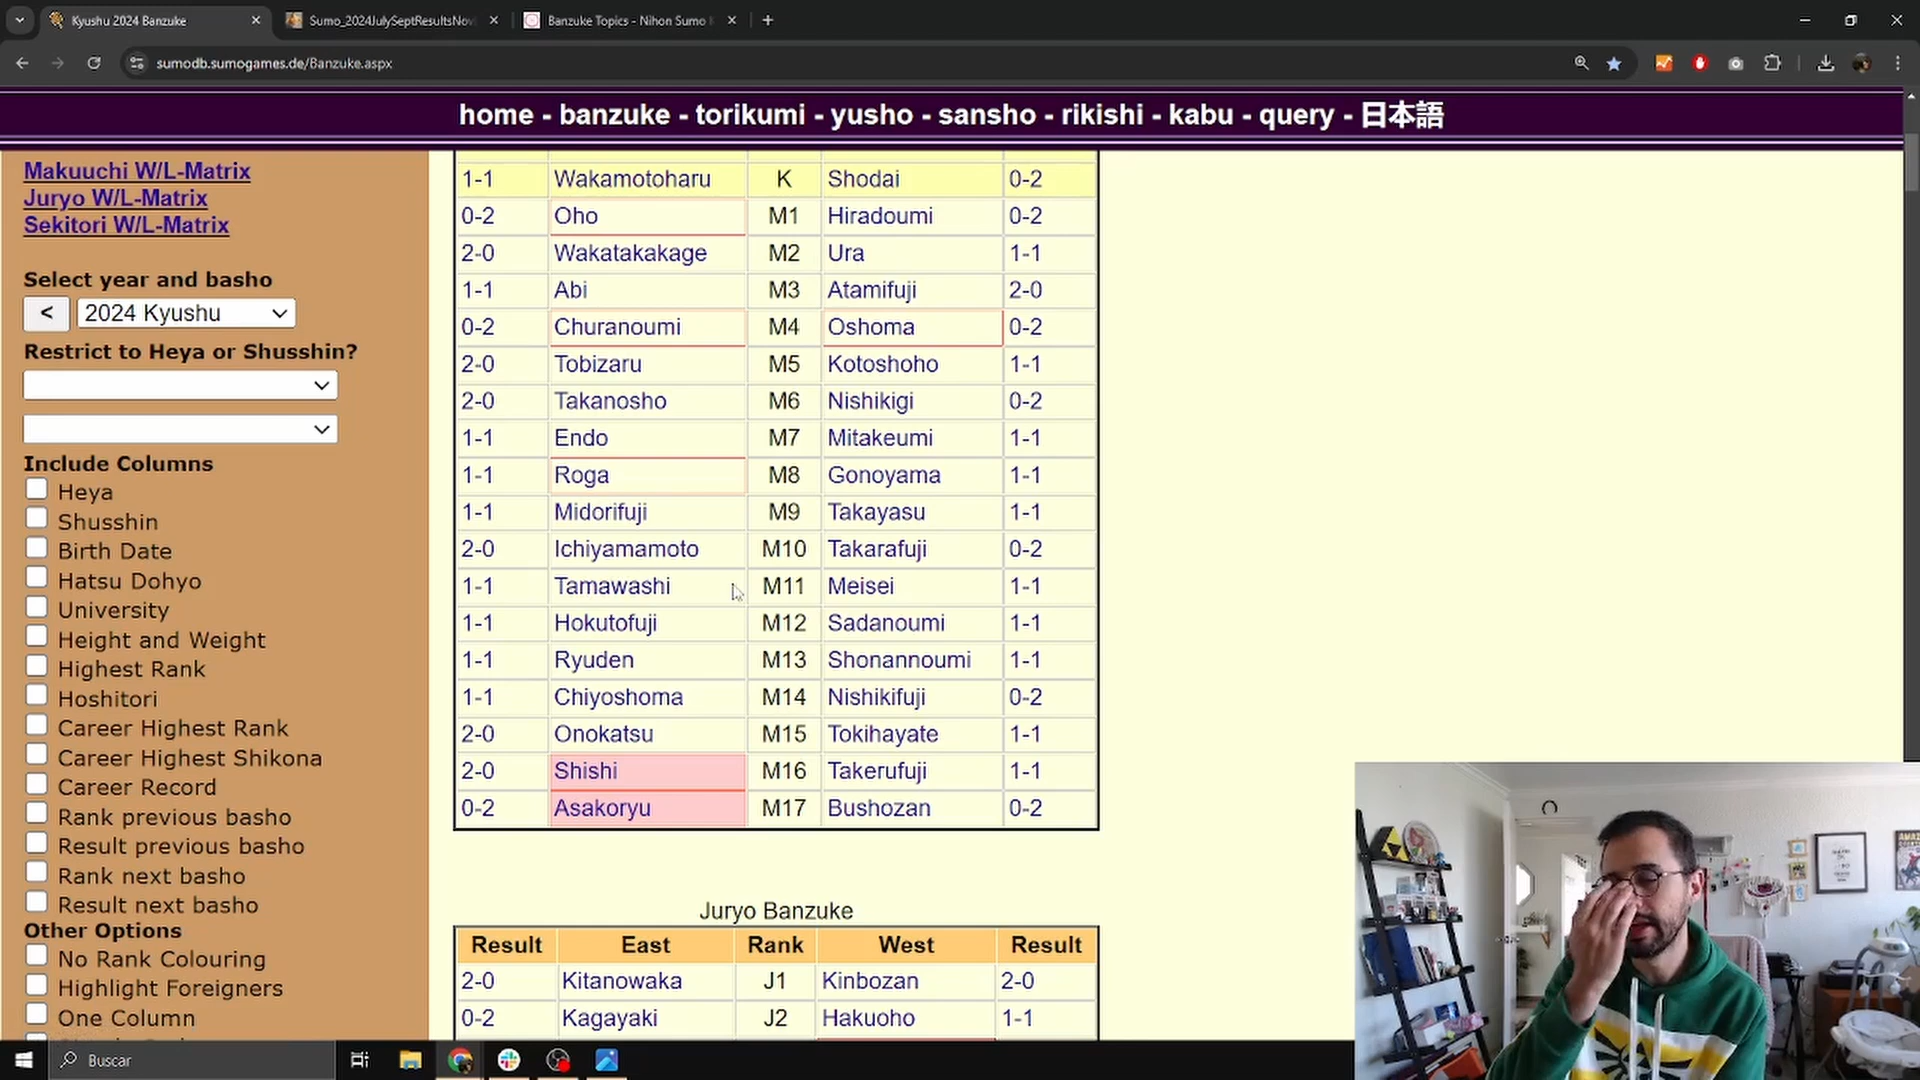 Kyushu 2024 Banzuke
Sumo_2024JulySeptResultsNov
Banzuke Topics - Nihon Sumo
sumodb.sumogames.de/Banzuke.aspx
home - banzuke - torikumi - yusho - sansho - rikishi - kabu - query - 日本語
Makuuchi W/L-Matrix
Juryo W/L-Matrix
Sekitori W/L-Matrix
Select year and basho
< 2024 Kyushu
Restrict to Heya or Shusshin?
Include Columns
Heya
Shusshin
Birth Date
Hatsu Dohyo
University
Height and Weight
Highest Rank
Hoshitori
Career Highest Rank
Career Highest Shikona
Career Record
Rank previous basho
Result previous basho
Rank next basho
Result next basho
Other Options
No Rank Colouring
Highlight Foreigners
One Column
1-1 Wakamotoharu K Shodai 0-2
0-2 Oho M1 Hiradoumi 0-2
2-0 Wakatakakage M2 Ura 1-1
1-1 Abi M3 Atamifuji 2-0
0-2 Churanoumi M4 Oshoma 0-2
2-0 Tobizaru M5 Kotoshoho 1-1
2-0 Takanosho M6 Nishikigi 0-2
1-1 Endo M7 Mitakeumi 1-1
1-1 Roga M8 Gonoyama 1-1
1-1 Midorifuji M9 Takayasu 1-1
2-0 Ichiyamamoto M10 Takarafuji 0-2
1-1 Tamawashi M11 Meisei 1-1
1-1 Hokutofuji M12 Sadanoumi 1-1
1-1 Ryuden M13 Shonannoumi 1-1
1-1 Chiyoshoma M14 Nishikifuji 0-2
2-0 Onokatsu M15 Tokihayate 1-1
2-0 Shishi M16 Takerufuji 1-1
0-2 Asakoryu M17 Bushozan 0-2
Juryo Banzuke
Result East Rank West Result
2-0 Kitanowaka J1 Kinbozan 2-0
0-2 Kagayaki J2 Hakuoho 1-1
Buscar